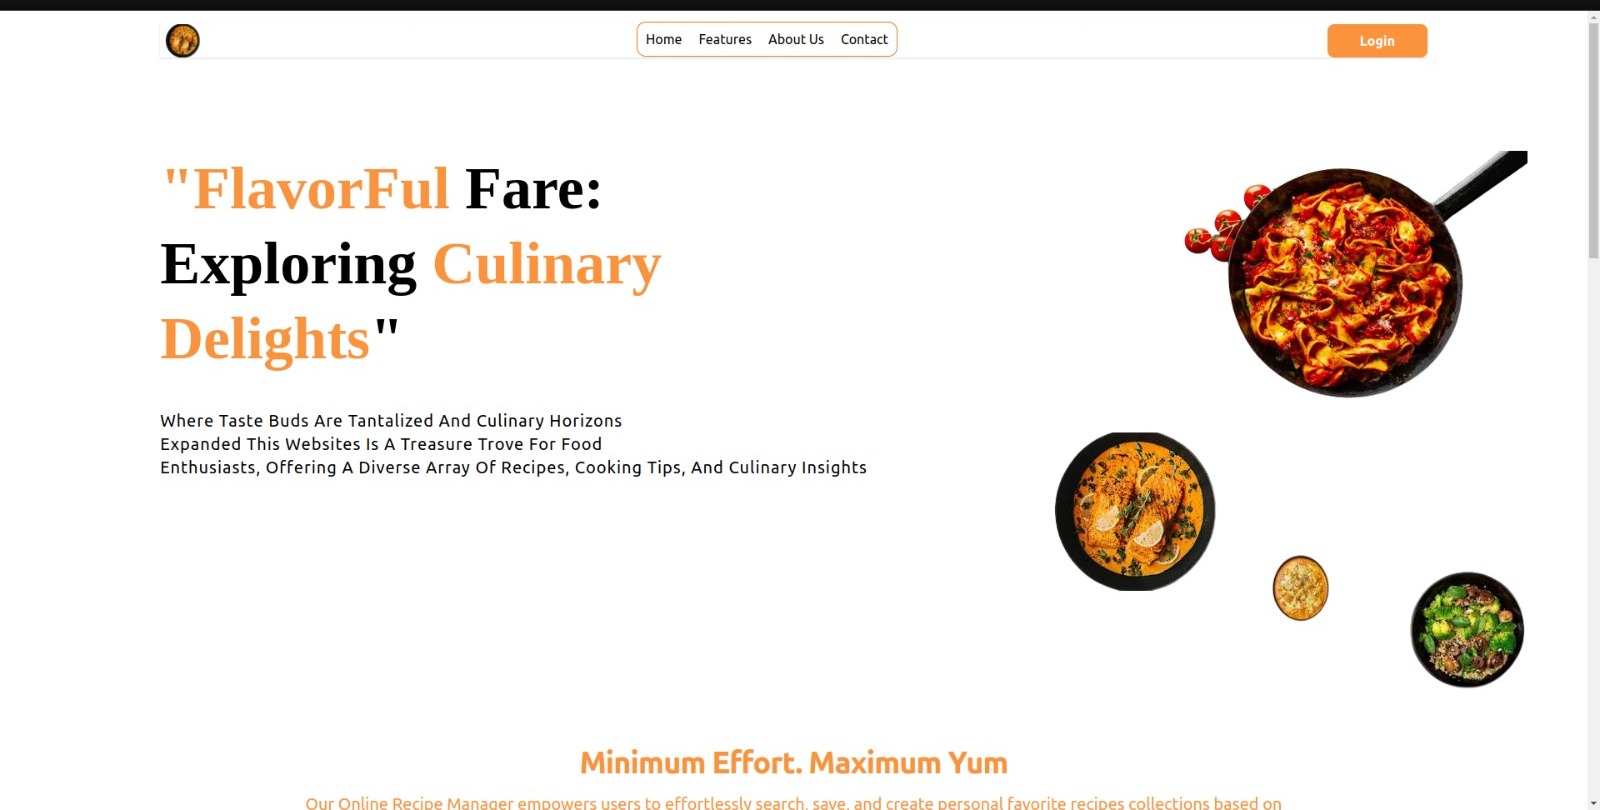 Home Features About Us Contact
Login
"FlavorFul Fare:
Exploring Culinary
Delights"
Where Taste Buds Are Tantalized And Culinary Horizons
Expanded This Websites Is A Treasure Trove For Food
Enthusiasts, Offering A Diverse Array Of Recipes, Cooking Tips, And Culinary Insights
Minimum Effort. Maximum Yum
Our Online Recipe Manager empowers users to effortlessly search, save, and create personal favorite recipes collections based on